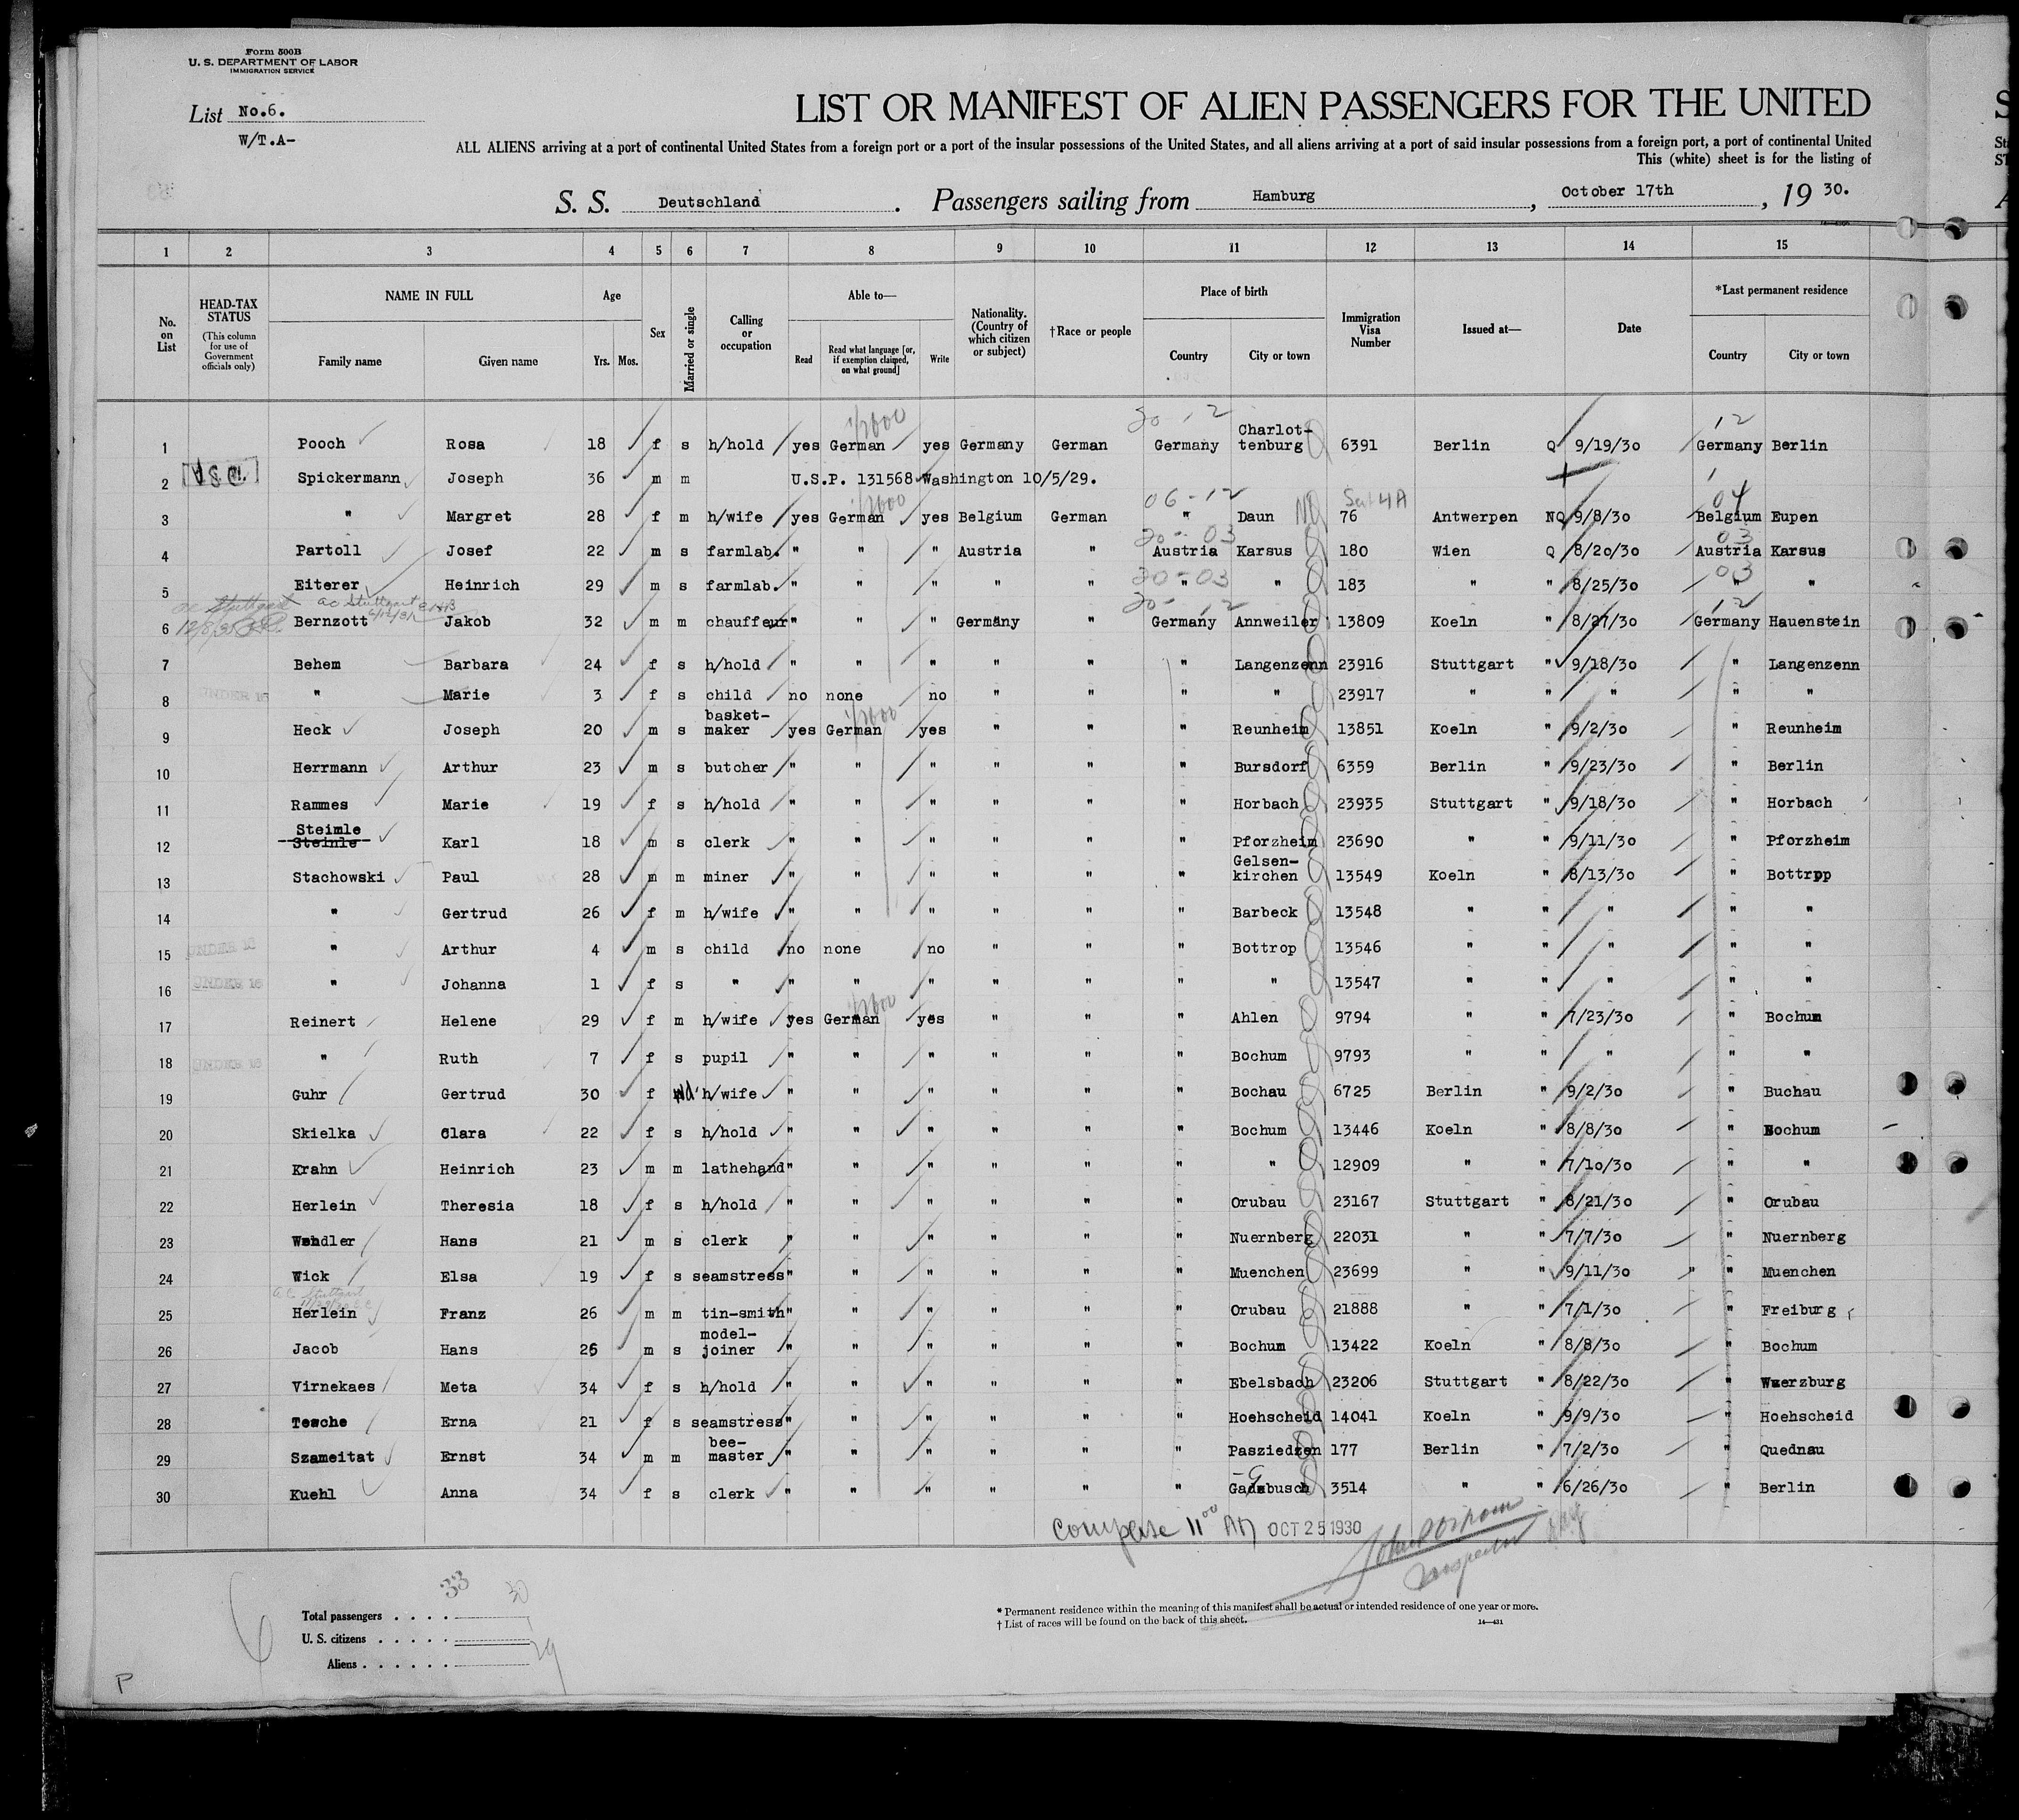 Form 500B
U. S. DEPARTMENT OF LABOR
IMMIGRATION SERVICE
List No.6.
W/T.A-
LIST OR MANIFEST OF ALIEN PASSENGERS FOR THE UNITED
ALL ALIENS arriving at a port of continental United States from a foreign port or a port of the insular possessions of the United States, and all aliens arriving at a port of said insular possessions from a foreign port, a port of continental United
This (white) sheet is for the listing of
S. S. Deutschland . Passengers sailing from Hamburg , October 17th , 19 30.
1 2 3 4 5 6 7 8 9 10 11 12 13 14 15
No. on List
HEAD-TAX STATUS
(This column for use of Government officials only)
NAME IN FULL
Family name Given name
Age
Yrs. Mos.
Sex
Married or single
Calling or occupation
Able to—
Read
Read what language [or, if exemption claimed, on what ground]
Write
Nationality. (Country of which citizen or subject)
†Race or people
Place of birth
Country City or town
Immigration Visa Number
Issued at—
Date
*Last permanent residence
Country City or town
1 Pooch Rosa 18 f s h/hold yes German yes Germany German Germany Charlot-tenburg 6391 Berlin Q 9/19/30 Germany Berlin
2 Spickermann Joseph 36 m m U.S.P. 131568 Washington 10/5/29.
3 " Margret 28 f m h/wife yes German yes Belgium German " Daun 76 Antwerpen NQ 9/8/30 Belgium Eupen
4 Partoll Josef 22 m s farmlab. " " " Austria " Austria Karsus 180 Wien Q 8/20/30 Austria Karsus
5 Eiterer Heinrich 29 m s farmlab. " " " " " " " 183 " " 8/25/30 " "
6 Bernzott Jakob 32 m m chauffeur " " " Germany " Germany Annweiler 13809 Koeln " 8/27/30 Germany Hauenstein
7 Behem Barbara 24 f s h/hold " " " " " " Langenzenn 23916 Stuttgart " 9/18/30 " Langenzenn
UNDER 16
8 " Marie 3 f s child no none no " " " " 23917 " " " " "
9 Heck Joseph 20 m s basket-maker yes German yes " " " Reunheim 13851 Koeln " 9/2/30 " Reunheim
10 Herrmann Arthur 23 m s butcher " " " " " " Bursdorf 6359 Berlin " 9/23/30 " Berlin
11 Rammes Marie 19 f s h/hold " " " " " " Horbach 23935 Stuttgart " 9/18/30 " Horbach
12 Steimle Steinle Karl 18 m s clerk " " " " " " Pforzheim 23690 " " 9/11/30 " Pforzheim
13 Stachowski Paul 28 m m miner " " " " " " Gelsen-kirchen 13549 Koeln " 8/13/30 " Bottrpp
14 " Gertrud 26 f m h/wife " " " " " " Barbeck 13548 " " " " "
UNDER 16
15 " Arthur 4 m s child no none no " " " Bottrop 13546 " " " " "
UNDER 16
16 " Johanna 1 f s " " " " " " " " 13547 " " " " "
17 Reinert Helene 29 f m h/wife yes German yes " " " Ahlen 9794 " " 7/23/30 " Bochum
UNDER 16
18 " Ruth 7 f s pupil " " " " " " Bochum 9793 " " " " "
19 Guhr Gertrud 30 f Wd. h/wife " " " " " " Bochau 6725 Berlin " 9/2/30 " Buchau
20 Skielka Clara 22 f s h/hold " " " " " " Bochum 13446 Koeln " 8/8/30 " Bochum
21 Krahn Heinrich 23 m m lathehand " " " " " " " 12909 " " 7/10/30 " "
22 Herlein Theresia 18 f s h/hold " " " " " " Orubau 23167 Stuttgart " 8/21/30 " Orubau
23 Wendler Hans 21 m s clerk " " " " " " Nuernberg 22031 " " 7/7/30 " Nuernberg
24 Wick Elsa 19 f s seamstress " " " " " " Muenchen 23699 " " 9/11/30 " " Muenchen
25 Herlein Franz 26 m m tin-smith " " " " " " Orubau 21888 " " 7/1/30 " Freiburg
26 Jacob Hans 26 m s model-joiner " " " " " " Bochum 13422 Koeln " 8/8/30 " Bochum
27 Virnekaes Meta 34 f s h/hold " " " " " " Ebelsbach 23206 Stuttgart " 8/22/30 " Wuerzburg
28 Tesche Erna 21 f s seamstress " " " " " " Hoehscheid 14041 Koeln " 9/9/30 " Hoehscheid
29 Szameitat Ernst 34 m m bee-master " " " " " " Pasziedzen 177 Berlin " 7/2/30 " Quednau
30 Kuehl Anna 34 f s clerk " " " " " " Gadebusch 3514 " " 6/26/30 " Berlin
Complete 11⁰⁰ AM OCT 25 1930
Inspector
Total passengers . . . . 33 30
U. S. citizens . . . . . 1
Aliens . . . . . . 29
6
P
* Permanent residence within the meaning of this manifest shall be actual or intended residence of one year or more.
† List of races will be found on the back of this sheet.
14—431